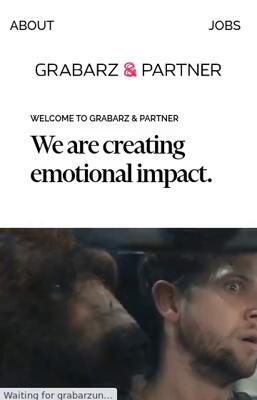 ABOUT
JOBS
GRABARZ & PARTNER
WELCOME TO GRABARZ & PARTNER
We are creating
emotional impact.
Waiting for grabarzun...